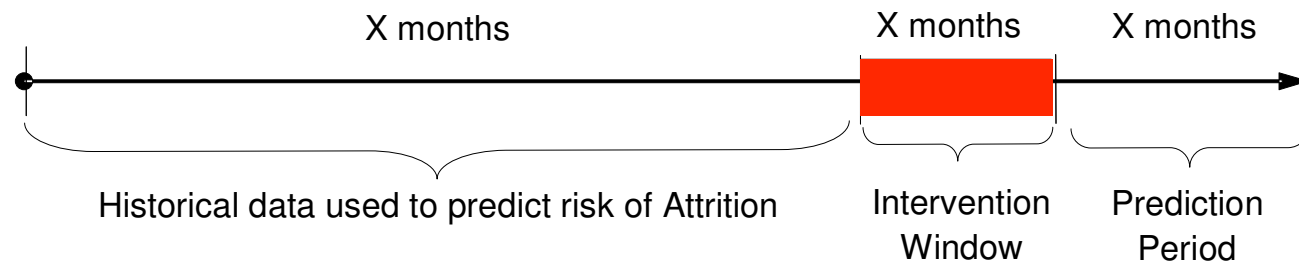 X months
X months
X months
Historical data used to predict risk of Attrition
Intervention
Window
Prediction
Period